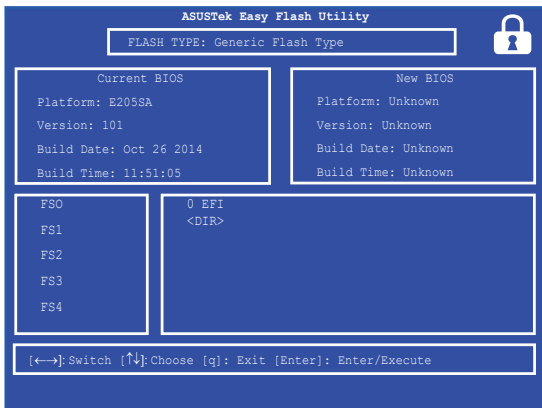 ASUSTek Easy Flash Utility
FLASH TYPE: Generic Flash Type
Current BIOS
Platform: E205SA
Version: 101
Build Date: Oct 26 2014
Build Time: 11:51:05
New BIOS
Platform: Unknown
Version: Unknown
Build Date: Unknown
Build Time: Unknown
FS0
FS1
FS2
FS3
FS4
0 EFI
<DIR>
[←→]: Switch [↑↓]: Choose [q]: Exit [Enter]: Enter/Execute